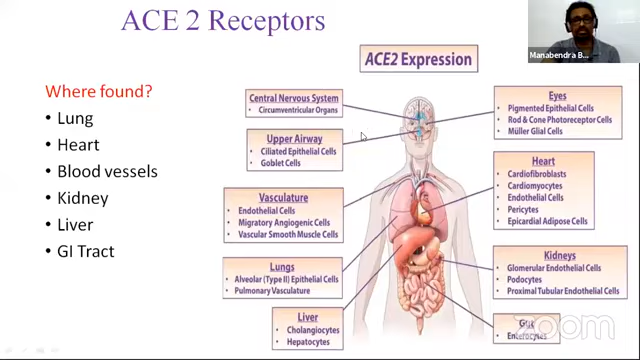 ACE 2 Receptors
Manabendra B...
ACE2 Expression
Where found?
• Lung
• Heart
• Blood vessels
• Kidney
• Liver
• GI Tract
Central Nervous System
• Circumventricular Organs
Upper Airway
• Ciliated Epithelial Cells
• Goblet Cells
Vasculature
• Endothelial Cells
• Migratory Angiogenic Cells
• Vascular Smooth Muscle Cells
Lungs
• Alveolar (Type II) Epithelial Cells
• Pulmonary Vasculature
Liver
• Cholangiocytes
• Hepatocytes
Eyes
• Pigmented Epithelial Cells
• Rod & Cone Photoreceptor Cells
• Müller Glial Cells
Heart
• Cardiofibroblasts
• Cardiomyocytes
• Endothelial Cells
• Pericytes
• Epicardial Adipose Cells
Kidneys
• Glomerular Endothelial Cells
• Podocytes
• Proximal Tubular Endothelial Cells
Gut
• Enterocytes
zoom